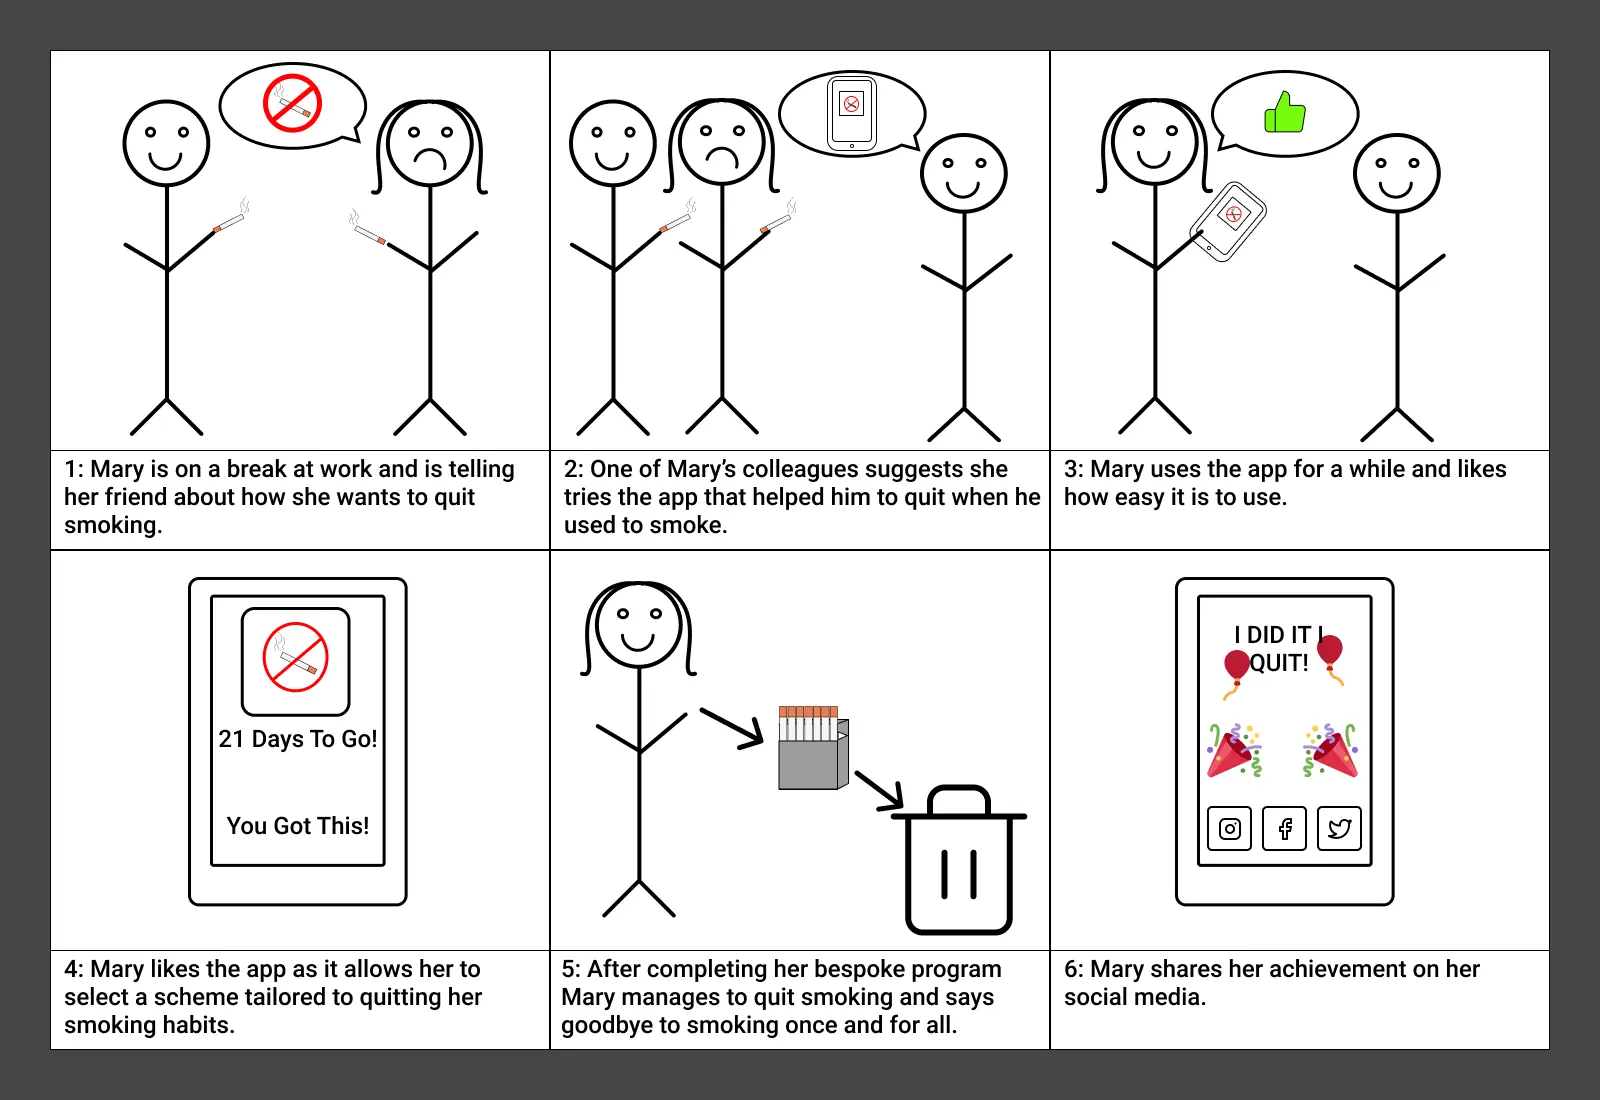 1: Mary is on a break at work and is telling
her friend about how she wants to quit
smoking.
2: One of Mary’s colleagues suggests she
tries the app that helped him to quit when he
used to smoke.
3: Mary uses the app for a while and likes
how easy it is to use.
21 Days To Go!
You Got This!
4: Mary likes the app as it allows her to
select a scheme tailored to quitting her
smoking habits.
5: After completing her bespoke program
Mary manages to quit smoking and says
goodbye to smoking once and for all.
I DID IT I
QUIT!
6: Mary shares her achievement on her
social media.